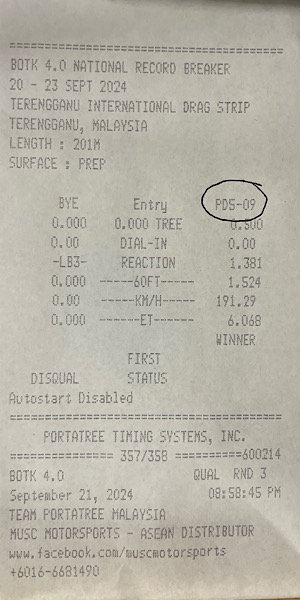 ====================================
BOTK 4.0 NATIONAL RECORD BREAKER
20 - 23 SEPT 2024
TERENGGANU INTERNATIONAL DRAG STRIP
TERENGGANU, MALAYSIA
LENGTH : 201M
SURFACE : PREP
BYE Entry PD5-09
0.000 0.000 TREE 0.500
0.00 DIAL-IN 0.00
-LB3- REACTION 1.381
0.000 -----60FT----- 1.524
0.00 -----KM/H----- 191.29
0.000 ------ET------ 6.068
WINNER
FIRST
DISQUAL STATUS
Autostart Disabled
====================================
PORTATREE TIMING SYSTEMS, INC.
=============== 357/358 ==========600214
BOTK 4.0 QUAL RND 3
September 21, 2024 08:58:45 PM
TEAM PORTATREE MALAYSIA
MUSC MOTORSPORTS - ASEAN DISTRIBUTOR
www.facebook.com/muscmotorsports
+6016-6681490